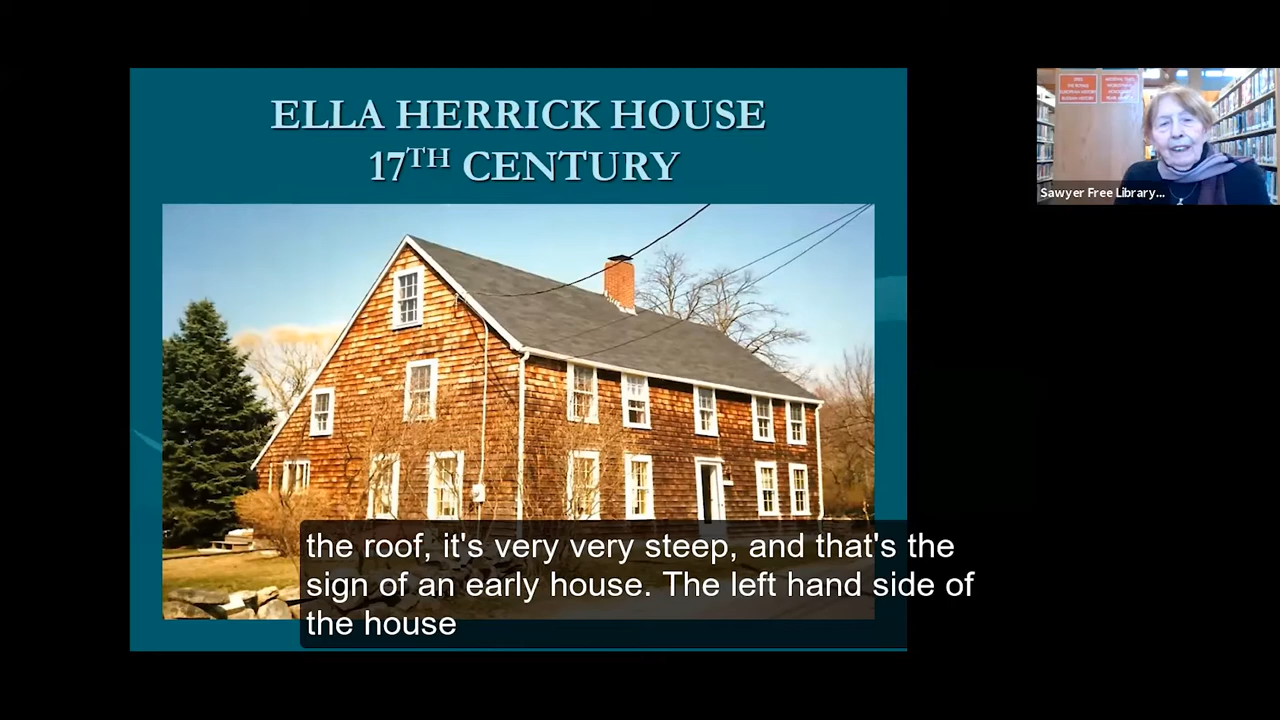 ELLA HERRICK HOUSE
17TH CENTURY
Sawyer Free Library...
the roof, it's very very steep, and that's the
sign of an early house. The left hand side of
the house